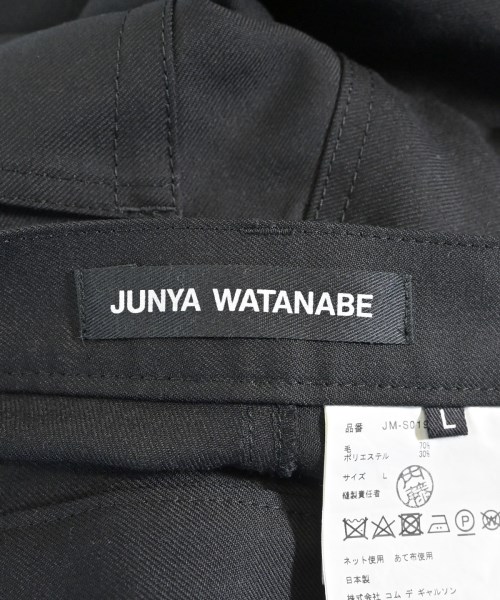 JUNYA WATANABE
L
品番 JM-S019
毛 70%
ポリエステル 30%
サイズ L
縫製責任者
P
ネット使用 あて布使用
日本製
株式会社 コム デ ギャルソン